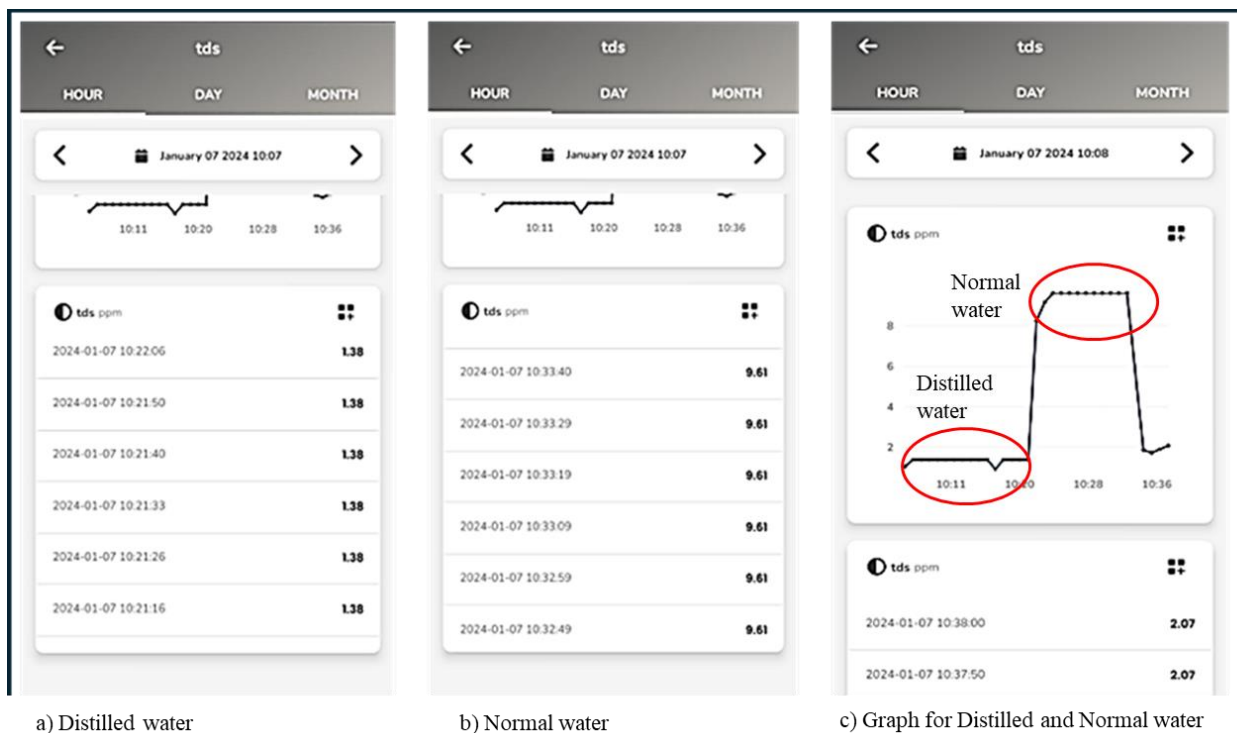 tds
HOUR DAY MONTH
January 07 2024 10:07
10:11 10:20 10:28 10:36
tds ppm
2024-01-07 10:22:06 1.38
2024-01-07 10:21:50 1.38
2024-01-07 10:21:40 1.38
2024-01-07 10:21:33 1.38
2024-01-07 10:21:26 1.38
2024-01-07 10:21:16 1.38
a) Distilled water
tds
HOUR DAY MONTH
January 07 2024 10:07
10:11 10:20 10:28 10:36
tds ppm
2024-01-07 10:33:40 9.61
2024-01-07 10:33:29 9.61
2024-01-07 10:33:19 9.61
2024-01-07 10:33:09 9.61
2024-01-07 10:32:59 9.61
2024-01-07 10:32:49 9.61
b) Normal water
tds
HOUR DAY MONTH
January 07 2024 10:08
tds ppm
Normal
water
8
6
Distilled
4
water
2
10:11 10:20 10:28 10:36
tds ppm
2024-01-07 10:38:00 2.07
2024-01-07 10:37:50 2.07
c) Graph for Distilled and Normal water